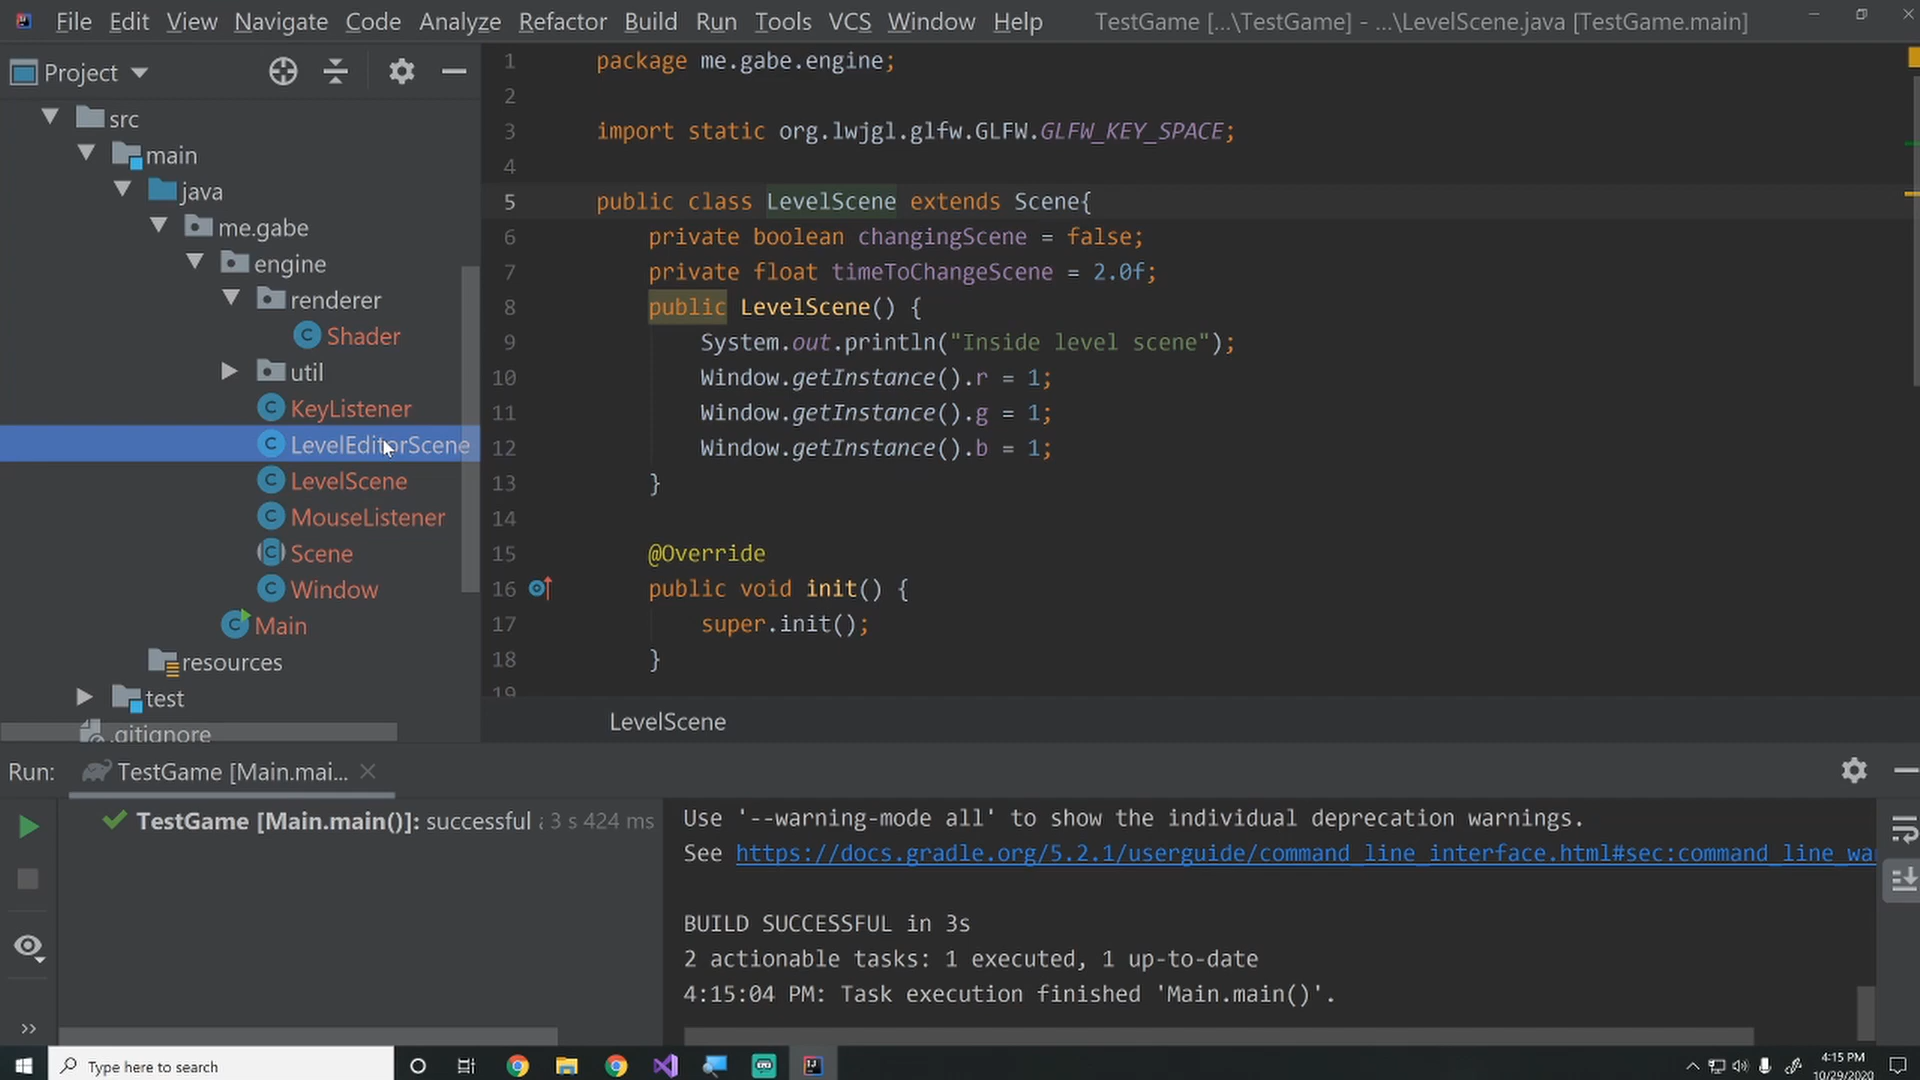 File Edit View Navigate Code Analyze Refactor Build Run Tools VCS Window Help TestGame [...\TestGame] - ...\LevelScene.java [TestGame.main]
Project
src
main
java
me.gabe
engine
renderer
Shader
util
KeyListener
LevelEditorScene
LevelScene
MouseListener
Scene
Window
Main
resources
test
.gitignore
1 package me.gabe.engine;
2
3 import static org.lwjgl.glfw.GLFW.GLFW_KEY_SPACE;
4
5 public class LevelScene extends Scene{
6 private boolean changingScene = false;
7 private float timeToChangeScene = 2.0f;
8 public LevelScene() {
9 System.out.println("Inside level scene");
10 Window.getInstance().r = 1;
11 Window.getInstance().g = 1;
12 Window.getInstance().b = 1;
13 }
14
15 @Override
16 public void init() {
17 super.init();
18 }
19
LevelScene
Run: TestGame [Main.mai...
TestGame [Main.main()]: successful 3 s 424 ms
Use '--warning-mode all' to show the individual deprecation warnings.
See https://docs.gradle.org/5.2.1/userguide/command_line_interface.html#sec:command_line_wa
BUILD SUCCESSFUL in 3s
2 actionable tasks: 1 executed, 1 up-to-date
4:15:04 PM: Task execution finished 'Main.main()'.
Type here to search
4:15 PM
10/29/2020